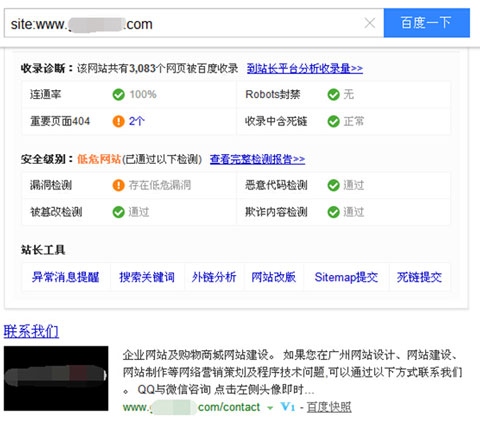 site:www.g .com
百度一下
收录诊断：该网站共有3,083个网页被百度收录 到站长平台分析收录量>>
连通率 100% Robots封禁 无
重要页面404 2个 收录中含死链 正常
安全级别：低危网站(已通过以下检测) 查看完整检测报告>>
漏洞检测 存在低危漏洞 恶意代码检测 通过
被篡改检测 通过 欺诈内容检测 通过
站长工具
异常消息提醒 搜索关键词 外链分析 网站改版 Sitemap提交 死链提交
联系我们
企业网站及购物商城网站建设。 如果您在广州网站设计、网站建设、
网站制作等网络营销策划及程序技术问题,可以通过以下方式联系我们
。 QQ与微信咨询 点击左侧头像即时...
www.g com/contact V1 - 百度快照